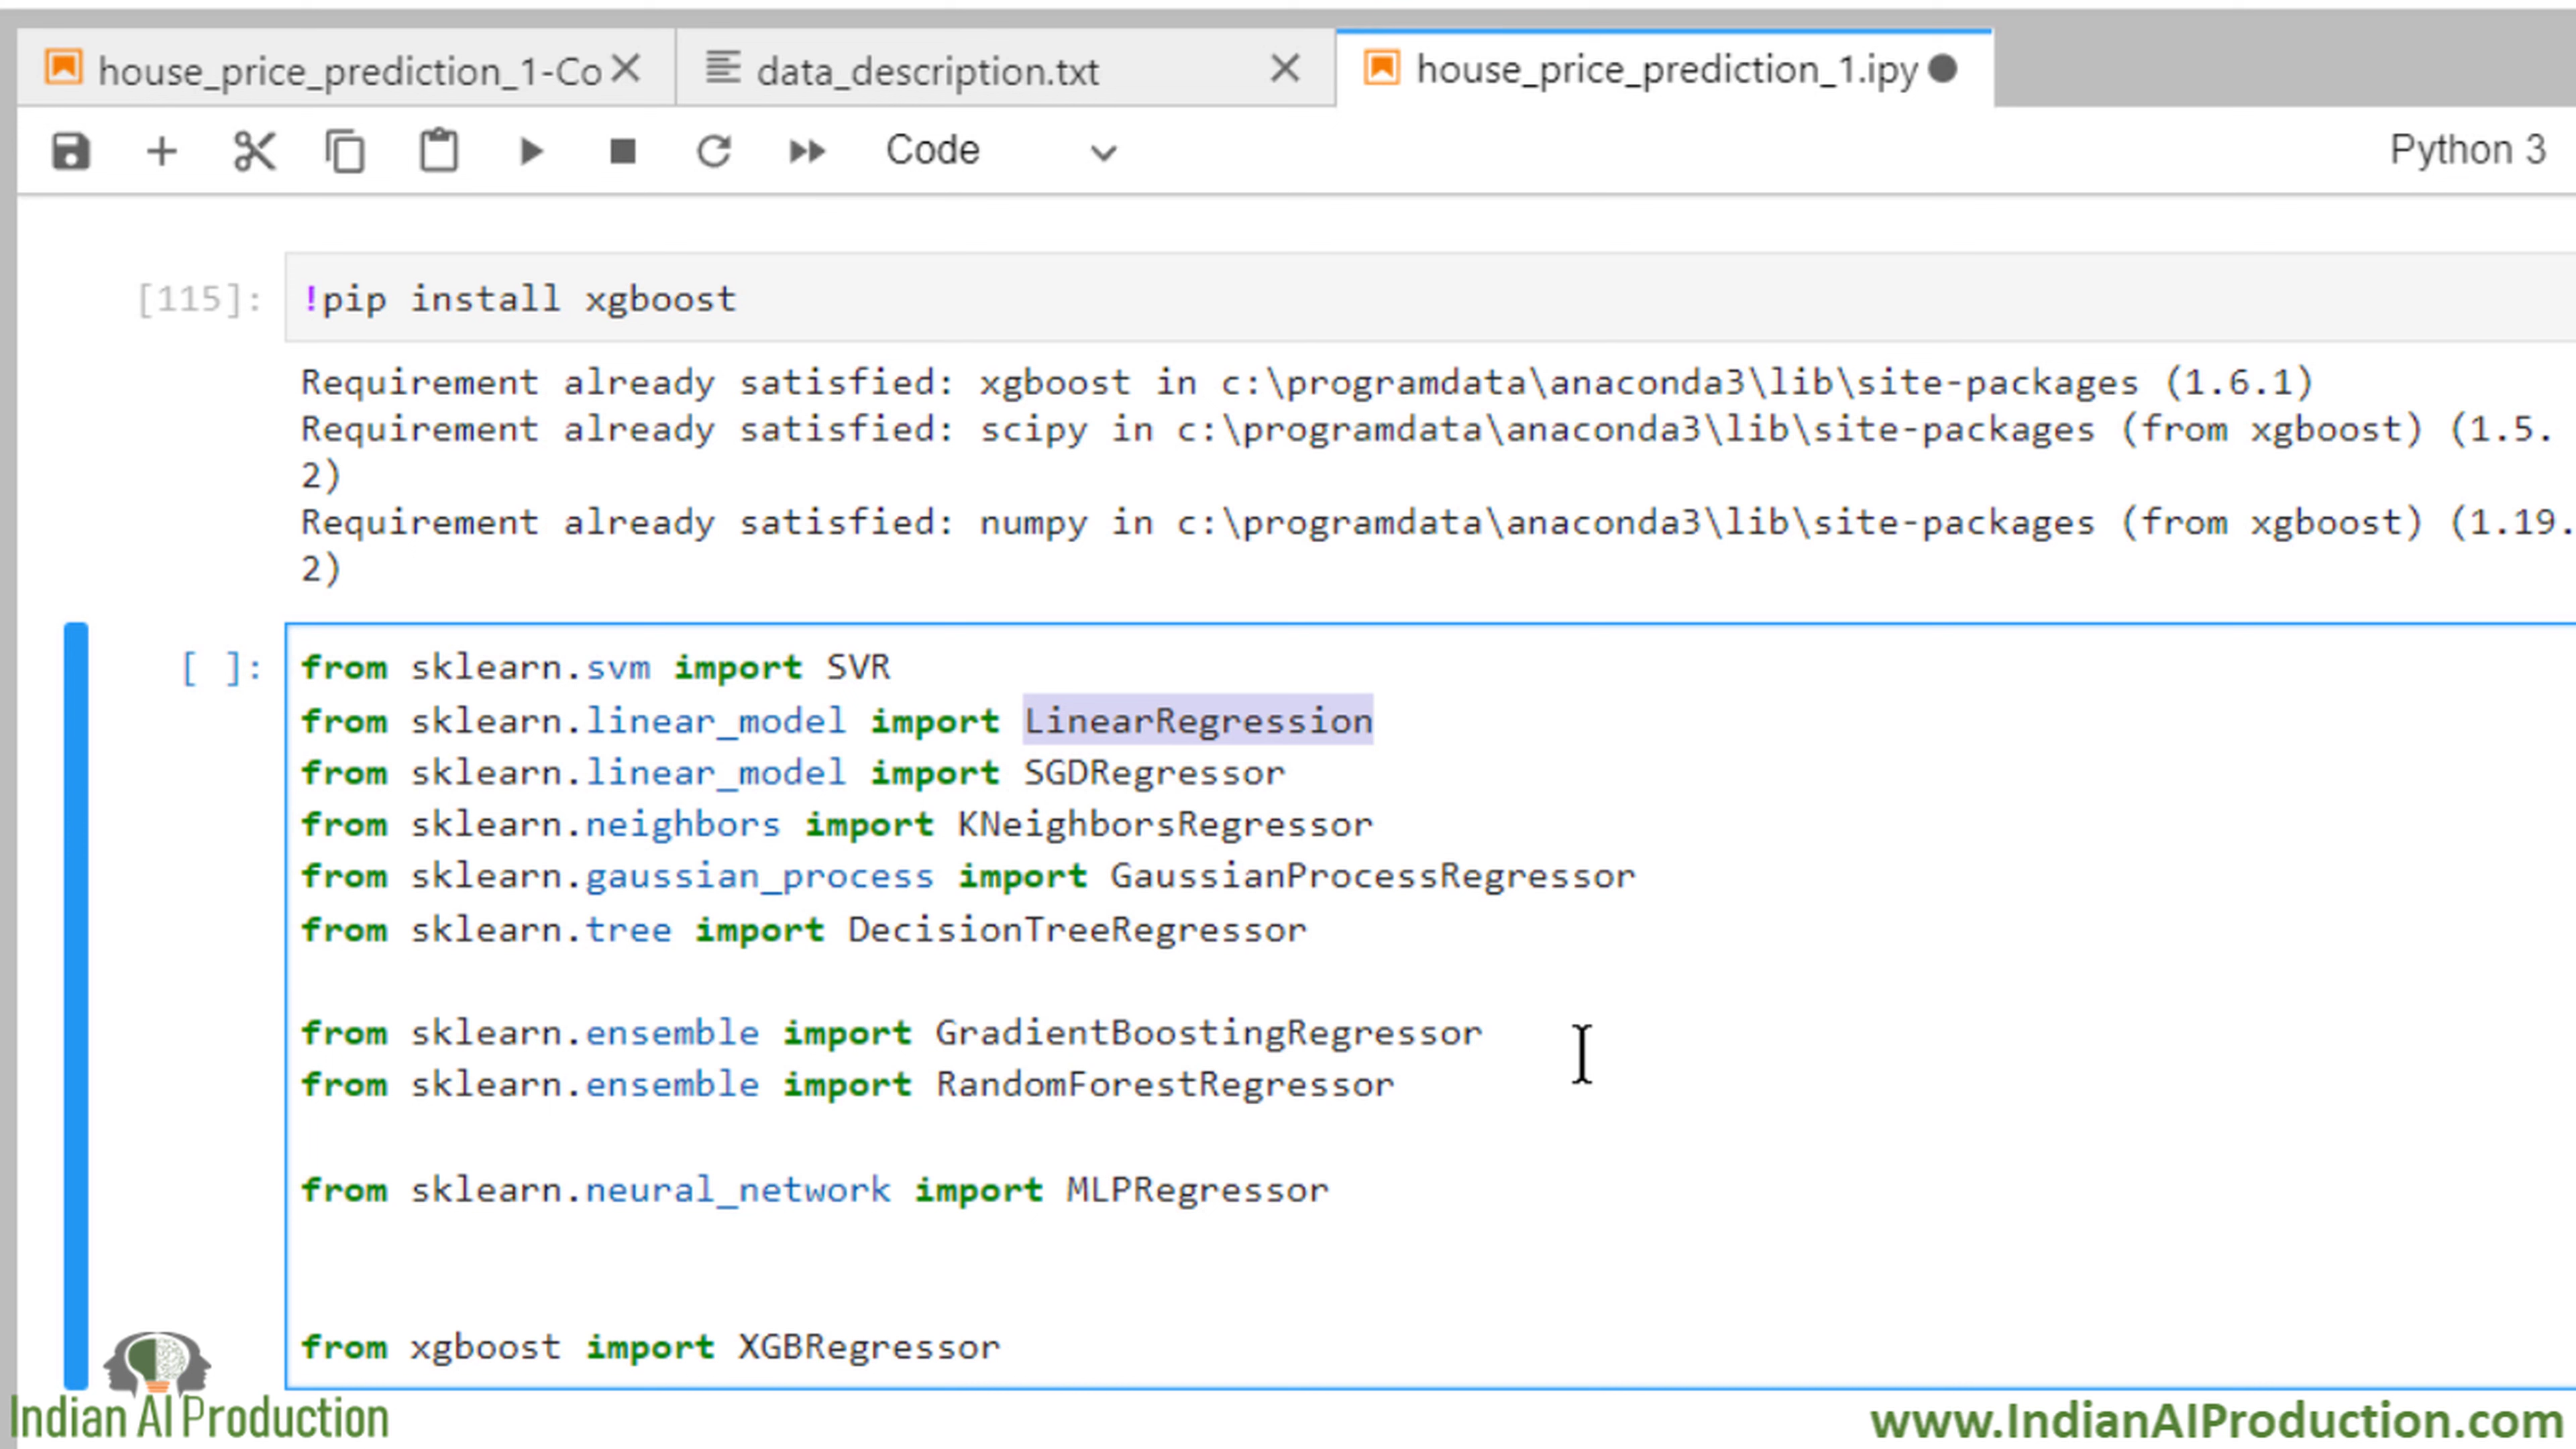 house_price_prediction_1-Co
data_description.txt
house_price_prediction_1.ipy
Code
Python 3
[115]:
!pip install xgboost
Requirement already satisfied: xgboost in c:\programdata\anaconda3\lib\site-packages (1.6.1)
Requirement already satisfied: scipy in c:\programdata\anaconda3\lib\site-packages (from xgboost) (1.5.
2)
Requirement already satisfied: numpy in c:\programdata\anaconda3\lib\site-packages (from xgboost) (1.19.
2)
[ ]:
from sklearn.svm import SVR
from sklearn.linear_model import LinearRegression
from sklearn.linear_model import SGDRegressor
from sklearn.neighbors import KNeighborsRegressor
from sklearn.gaussian_process import GaussianProcessRegressor
from sklearn.tree import DecisionTreeRegressor
from sklearn.ensemble import GradientBoostingRegressor
from sklearn.ensemble import RandomForestRegressor
from sklearn.neural_network import MLPRegressor
from xgboost import XGBRegressor
Indian AI Production
www.IndianAIProduction.com